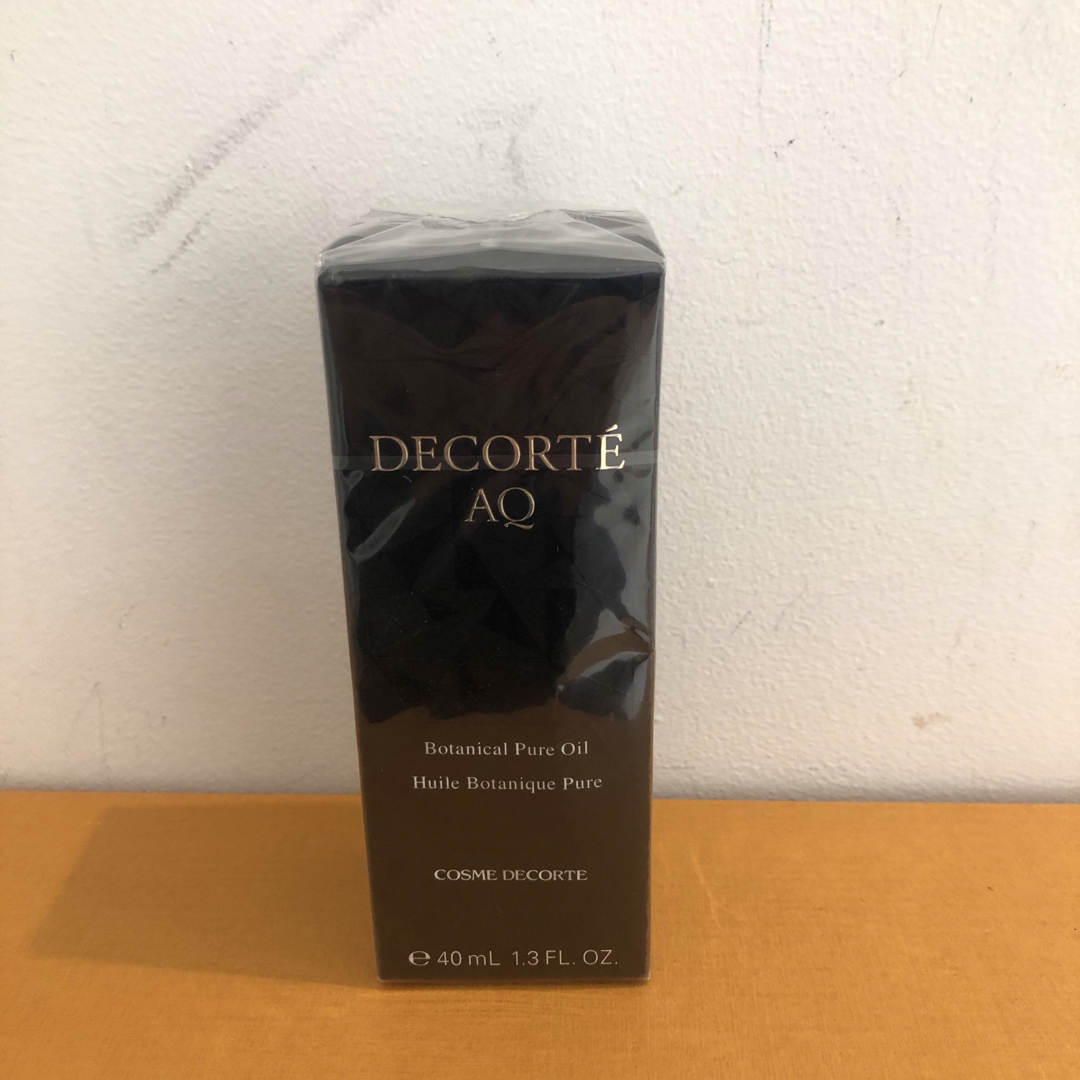 DECORTÉ
AQ
Botanical Pure Oil
Huile Botanique Pure
COSME DECORTE
℮ 40 mL 1.3 FL. OZ.